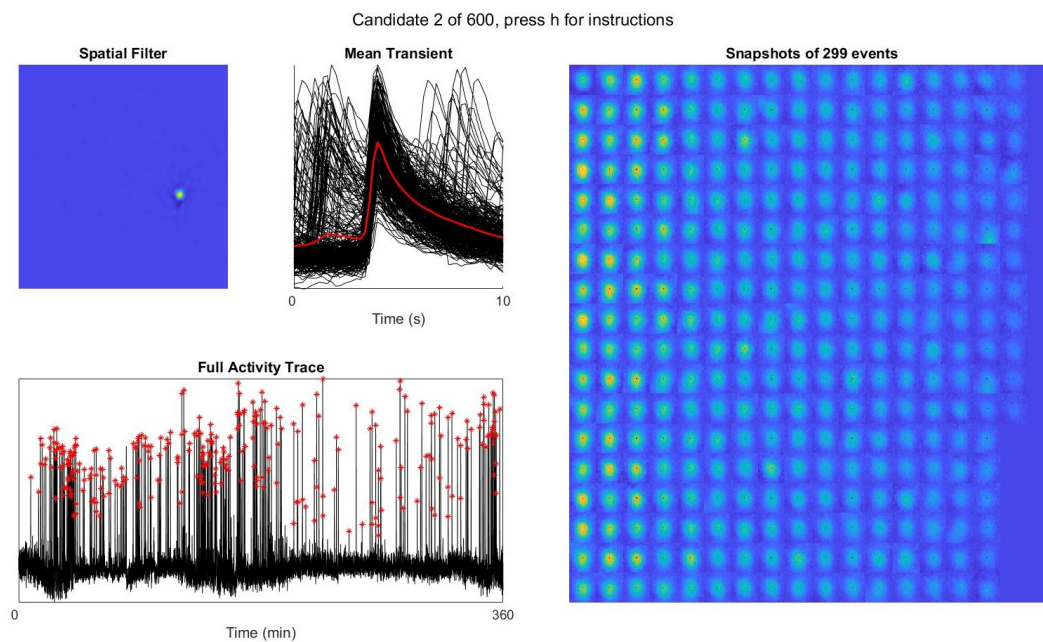 Candidate 2 of 600, press h for instructions
Spatial Filter
Mean Transient
Snapshots of 299 events
0
10
Time (s)
Full Activity Trace
0
360
Time (min)